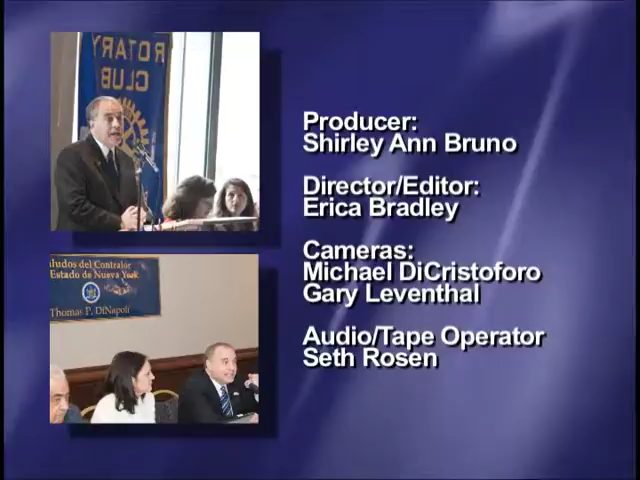 ROTARY
CLUB
ludos del Contralor
Estado de Nueva York
Thomas P. DiNapoli
Producer:
Shirley Ann Bruno
Director/Editor:
Erica Bradley
Cameras:
Michael DiCristoforo
Gary Leventhal
Audio/Tape Operator
Seth Rosen